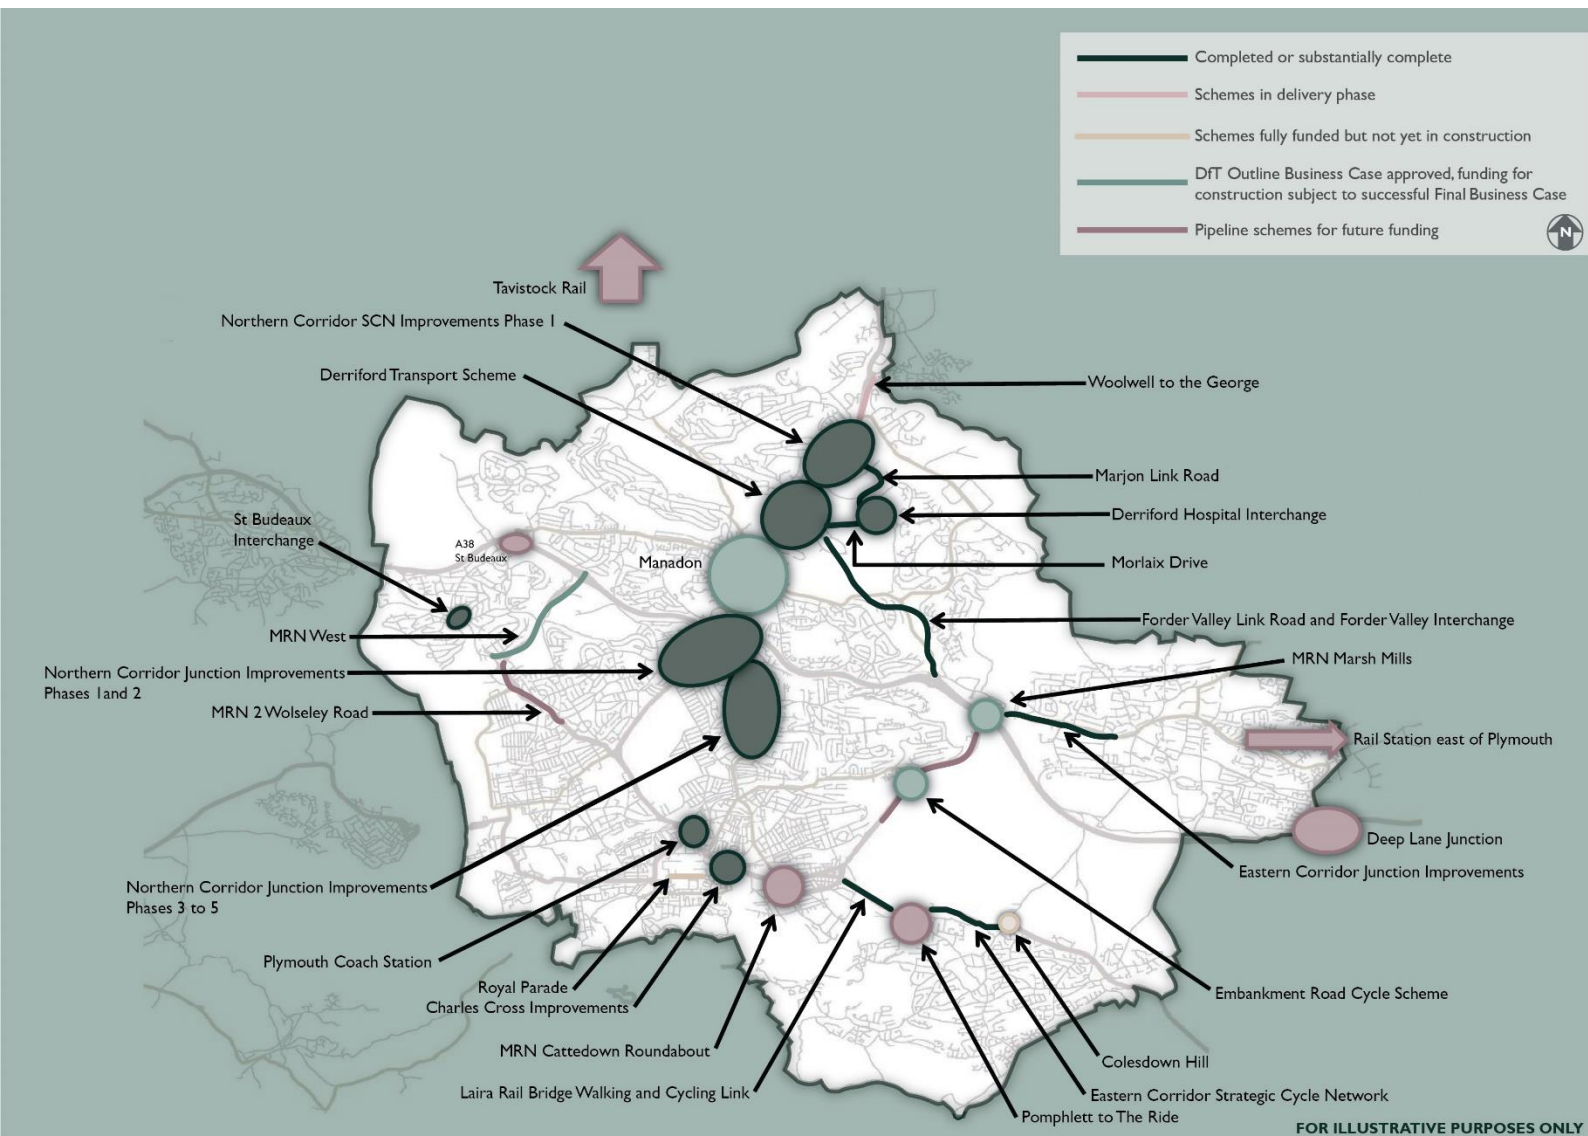 Completed or substantially complete
Schemes in delivery phase
Schemes fully funded but not yet in construction
DfT Outline Business Case approved, funding for
construction subject to successful Final Business Case
Pipeline schemes for future funding
N
Tavistock Rail
Northern Corridor SCN Improvements Phase 1
Derriford Transport Scheme
Woolwell to the George
Marjon Link Road
Derriford Hospital Interchange
St Budeaux
Interchange
A38
St Budeaux
Manadon
Morlaix Drive
Forder Valley Link Road and Forder Valley Interchange
MRN West
MRN Marsh Mills
Northern Corridor Junction Improvements
Phases 1and 2
MRN 2 Wolseley Road
Rail Station east of Plymouth
Deep Lane Junction
Eastern Corridor Junction Improvements
Northern Corridor Junction Improvements
Phases 3 to 5
Plymouth Coach Station
Royal Parade
Charles Cross Improvements
Embankment Road Cycle Scheme
MRN Cattedown Roundabout
Colesdown Hill
Laira Rail Bridge Walking and Cycling Link
Eastern Corridor Strategic Cycle Network
Pomphlett to The Ride
FOR ILLUSTRATIVE PURPOSES ONLY